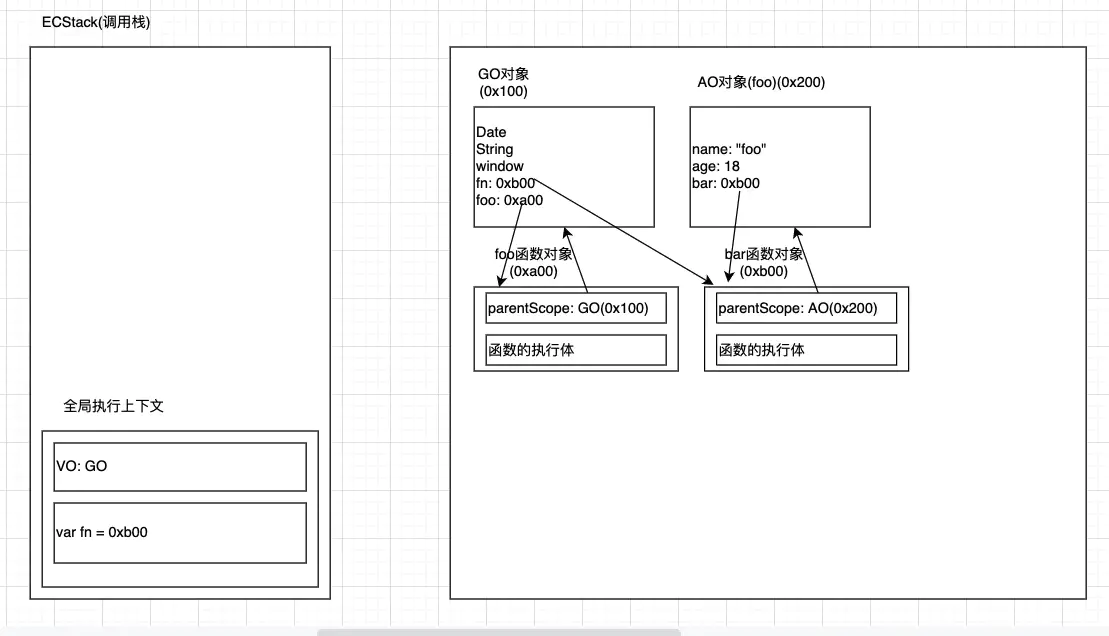 ECStack(调用栈)
全局执行上下文
VO: GO
var fn = 0xb00
GO对象
(0x100)
Date
String
window
fn: 0xb00
foo: 0xa00
AO对象(foo)(0x200)
name: "foo"
age: 18
bar: 0xb00
foo函数对象
(0xa00)
parentScope: GO(0x100)
函数的执行体
bar函数对象
(0xb00)
parentScope: AO(0x200)
函数的执行体